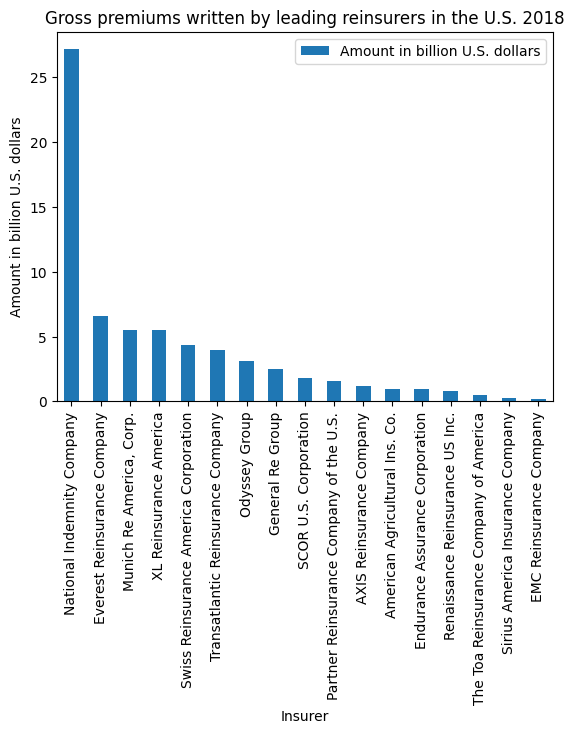 Gross premiums written by leading reinsurers in the U.S. 2018
Amount in billion U.S. dollars
Amount in billion U.S. dollars
25
20
15
10
5
0
National Indemnity Company
Everest Reinsurance Company
Munich Re America, Corp.
XL Reinsurance America
Swiss Reinsurance America Corporation
Transatlantic Reinsurance Company
Odyssey Group
General Re Group
SCOR U.S. Corporation
Partner Reinsurance Company of the U.S.
AXIS Reinsurance Company
American Agricultural Ins. Co.
Endurance Assurance Corporation
Renaissance Reinsurance US Inc.
The Toa Reinsurance Company of America
Sirius America Insurance Company
EMC Reinsurance Company
Insurer